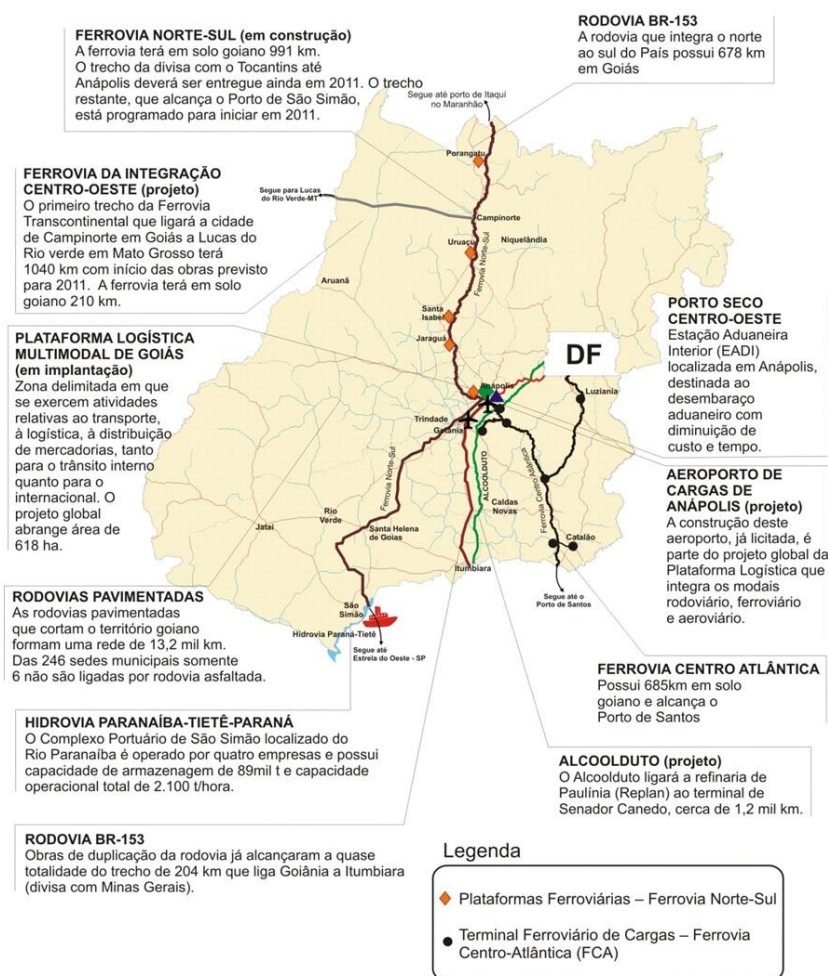 FERROVIA NORTE-SUL (em construção)
A ferrovia terá em solo goiano 991 km.
O trecho da divisa com o Tocantins até
Anápolis deverá ser entregue ainda em 2011. O trecho
restante, que alcança o Porto de São Simão,
está programado para iniciar em 2011.
RODOVIA BR-153
A rodovia que integra o norte
ao sul do País possui 678 km
em Goiás
Segue até porto de Itaquí
no Maranhão
Porangatu
FERROVIA DA INTEGRAÇÃO
CENTRO-OESTE (projeto)
O primeiro trecho da Ferrovia
Transcontinental que ligará a cidade
de Campinorte em Goiás a Lucas do
Rio verde em Mato Grosso terá
1040 km com início das obras previsto
para 2011. A ferrovia terá em solo
goiano 210 km.
Segue para Lucas
do Rio Verde-MT
Campinorte
Uruaçu
Niquelândia
Ferrovia Norte-Sul
Aruanã
Santa
Isabel
Jaraguá
PLATAFORMA LOGÍSTICA
MULTIMODAL DE GOIÁS
(em implantação)
Zona delimitada em que
se exercem atividades
relativas ao transporte,
à logística, à distribuição
de mercadorias, tanto
para o trânsito interno
quanto para o
internacional. O
projeto global
abrange área de
618 ha.
PORTO SECO
CENTRO-OESTE
Estação Aduaneira
Interior (EADI)
localizada em Anápolis,
destinada ao
desembaraço
aduaneiro com
diminuição de
custo e tempo.
DF
Anápolis
Luziania
Trindade
Goiania
Ferrovia Norte-Sul
ALCOOLDUTO
Ferrovia Centro Atlântica
Caldas
Novas
Rio
Verde
Jataí
Santa Helena
de Goias
Catalão
Itumbiara
Segue até o
Porto de Santos
AEROPORTO DE
CARGAS DE
ANÁPOLIS (projeto)
A construção deste
aeroporto, já licitada, é
parte do projeto global da
Plataforma Logística que
integra os modais
rodoviário, ferroviário
e aeroviário.
RODOVIAS PAVIMENTADAS
As rodovias pavimentadas
que cortam o território goiano
formam uma rede de 13,2 mil km.
Das 246 sedes municipais somente
6 não são ligadas por rodovia asfaltada.
São
Simão
Hidrovia Paraná-Tietê
Segue até
Estrela do Oeste - SP
FERROVIA CENTRO ATLÂNTICA
Possui 685km em solo
goiano e alcança o
Porto de Santos
HIDROVIA PARANAÍBA-TIETÊ-PARANÁ
O Complexo Portuário de São Simão localizado do
Rio Paranaíba é operado por quatro empresas e possui
capacidade de armazenagem de 89mil t e capacidade
operacional total de 2.100 t/hora.
ALCOOLDUTO (projeto)
O Alcoolduto ligará a refinaria de
Paulínia (Replan) ao terminal de
Senador Canedo, cerca de 1,2 mil km.
RODOVIA BR-153
Obras de duplicação da rodovia já alcançaram a quase
totalidade do trecho de 204 km que liga Goiânia a Itumbiara
(divisa com Minas Gerais).
Legenda
Plataformas Ferroviárias – Ferrovia Norte-Sul
Terminal Ferroviário de Cargas – Ferrovia
Centro-Atlântica (FCA)